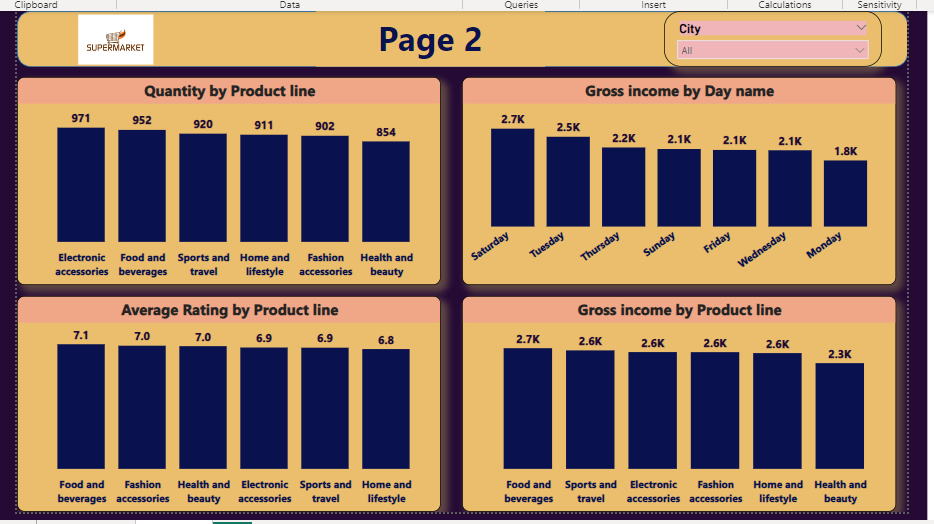 Clipboard Data Queries Insert Calculations Sensitivity
SUPERMARKET
Page 2
City
All
Quantity by Product line
971 952 920 911 902 854
Electronic accessories Food and beverages Sports and travel Home and lifestyle Fashion accessories Health and beauty
Gross income by Day name
2.7K 2.5K 2.2K 2.1K 2.1K 2.1K 1.8K
Saturday Tuesday Thursday Sunday Friday Wednesday Monday
Average Rating by Product line
7.1 7.0 7.0 6.9 6.9 6.8
Food and beverages Fashion accessories Health and beauty Electronic accessories Sports and travel Home and lifestyle
Gross income by Product line
2.7K 2.6K 2.6K 2.6K 2.6K 2.3K
Food and beverages Sports and travel Electronic accessories Fashion accessories Home and lifestyle Health and beauty